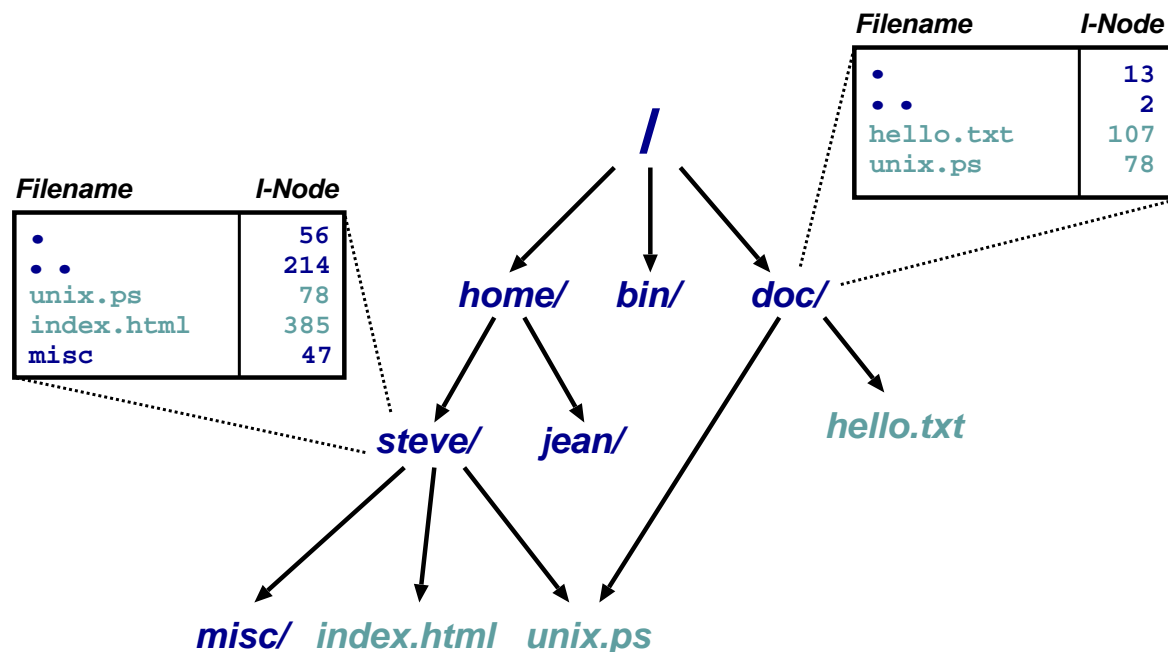 Filename I-Node
. 13
.. 2
hello.txt 107
unix.ps 78
/
Filename I-Node
. 56
.. 214
unix.ps 78
index.html 385
misc 47
home/ bin/ doc/
steve/ jean/ hello.txt
misc/ index.html unix.ps